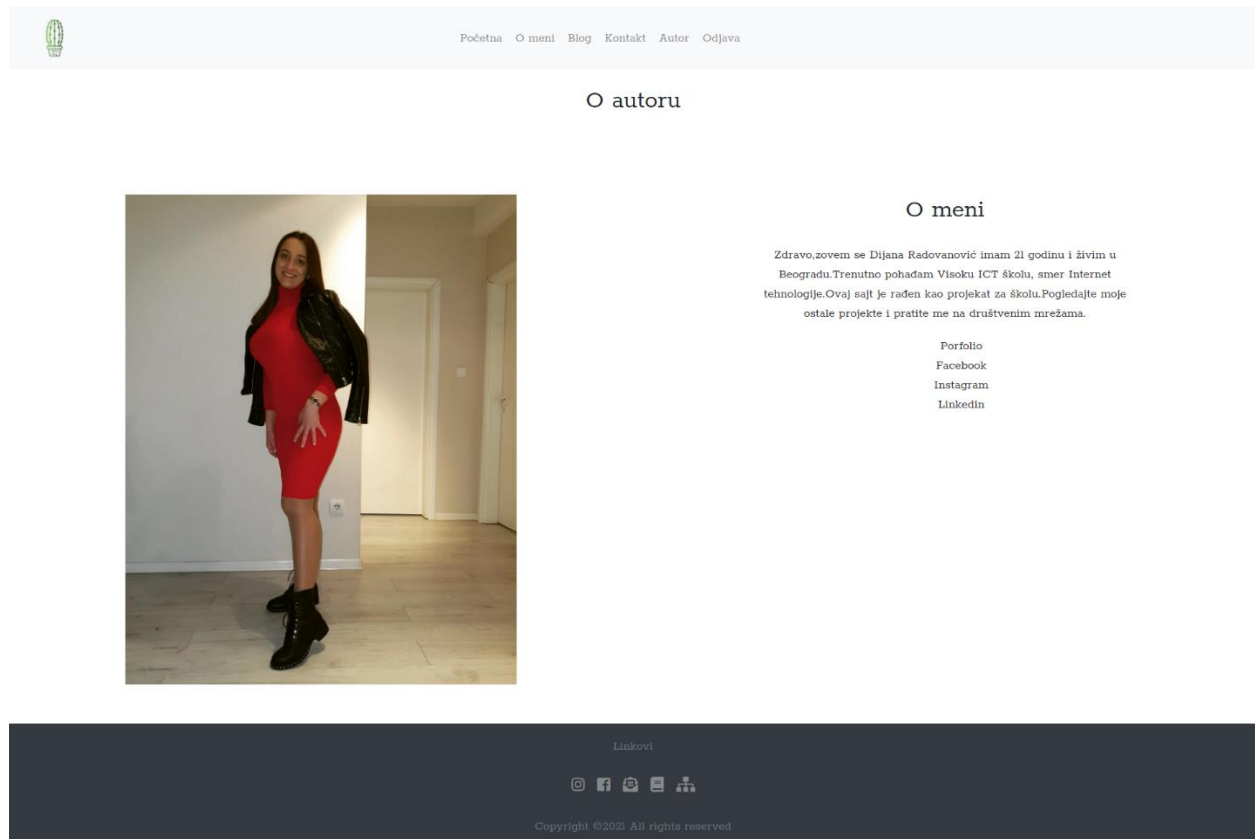 Početna O meni Blog Kontakt Autor Odjava
O autoru
O meni
Zdravo,zovem se Dijana Radovanović imam 21 godinu i živim u
Beogradu.Trenutno pohađam Visoku ICT školu, smer Internet
tehnologije.Ovaj sajt je rađen kao projekat za školu.Pogledajte moje
ostale projekte i pratite me na društvenim mrežama.
Porfolio
Facebook
Instagram
Linkedin
Linkovi
Copyright ©2021 All rights reserved